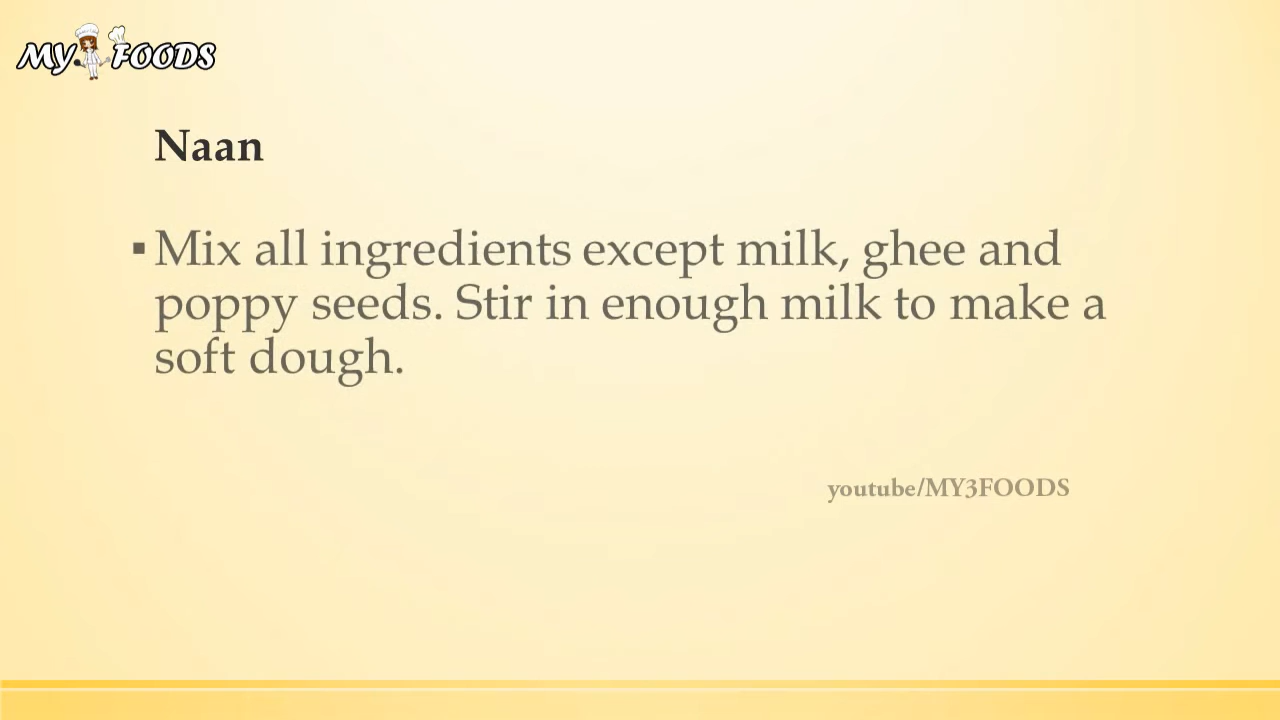 MY FOODS
Naan
▪ Mix all ingredients except milk, ghee and
poppy seeds. Stir in enough milk to make a
soft dough.
youtube/MY3FOODS